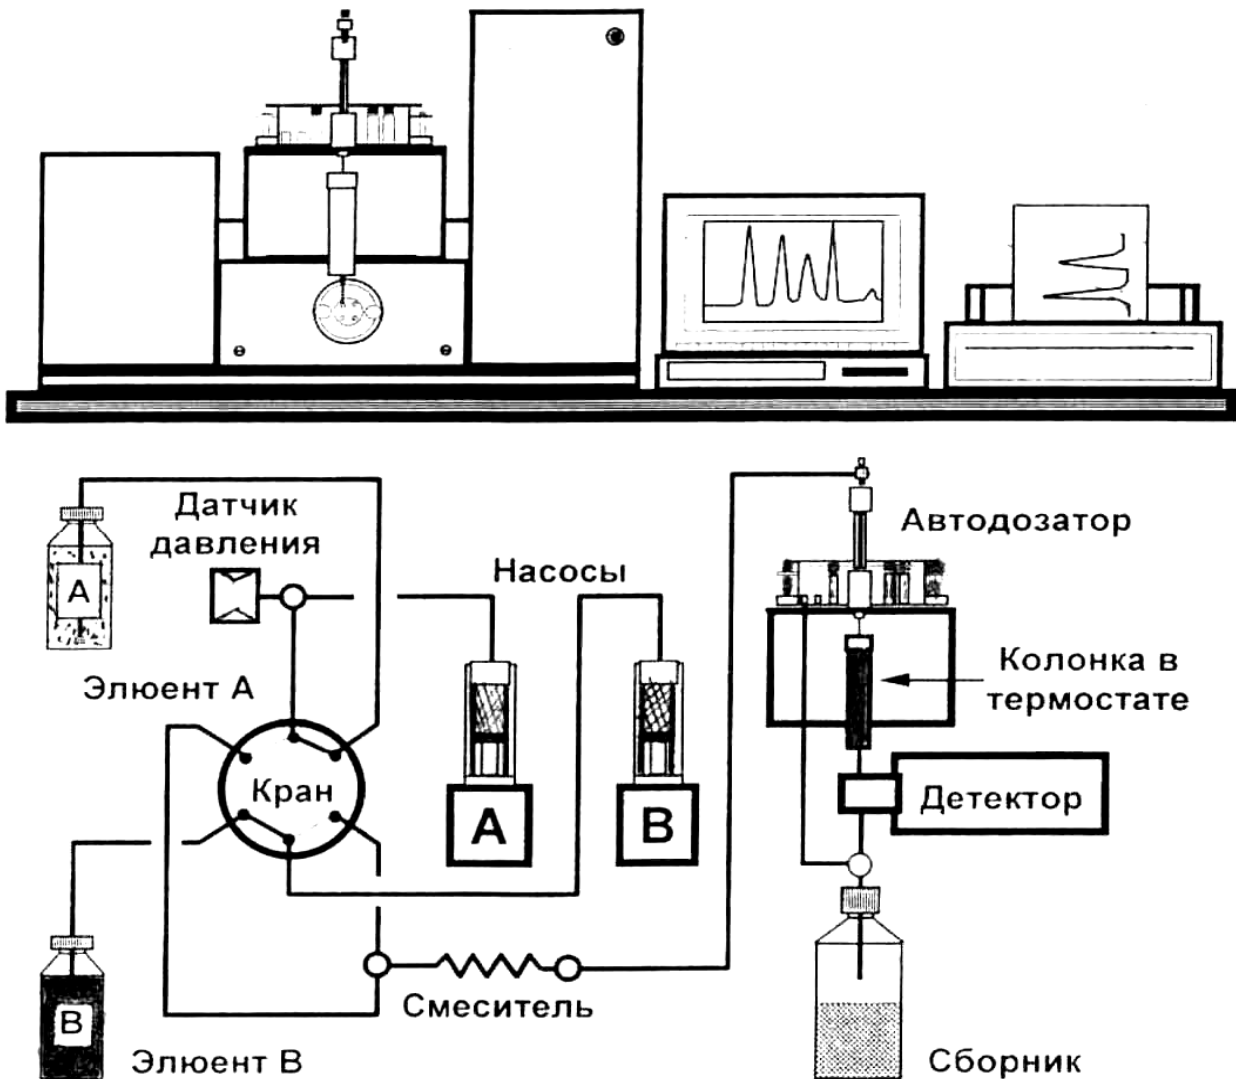 Датчик
давления
А
Элюент А
Насосы
Автодозатор
Колонка в
термостате
Кран
А
В
Детектор
В
Смеситель
Элюент В
Сборник